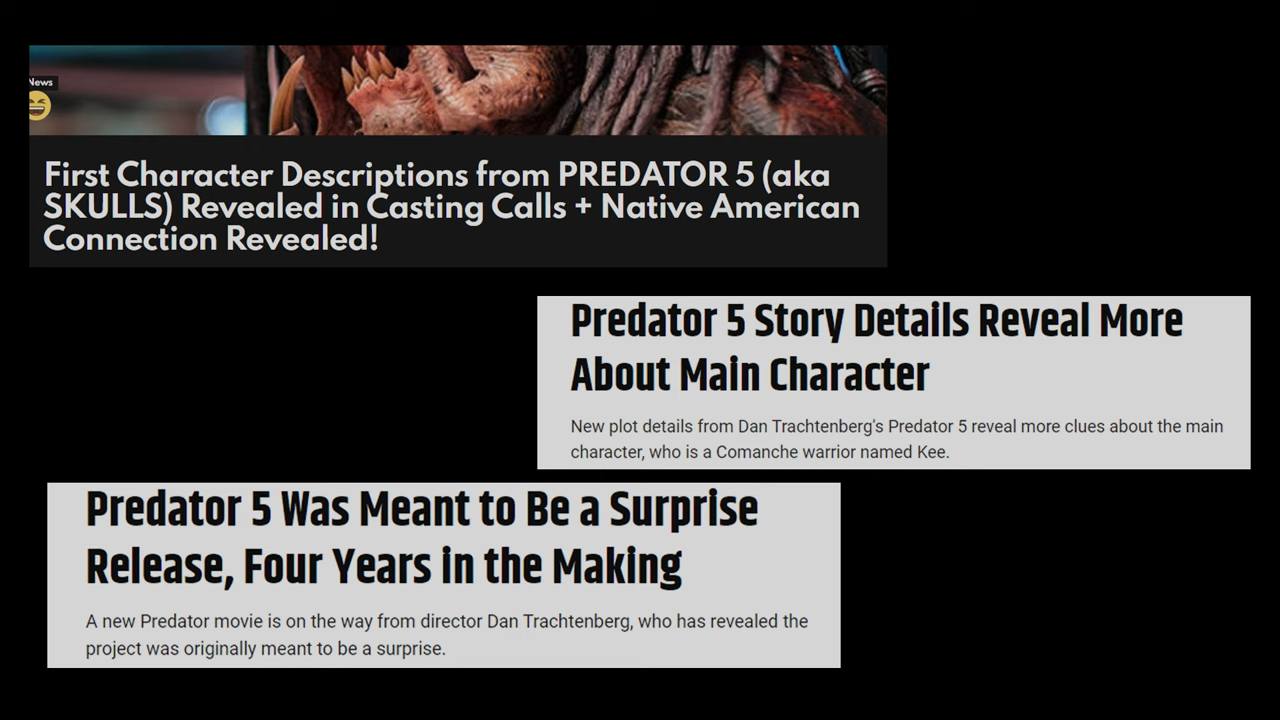 News
First Character Descriptions from PREDATOR 5 (aka
SKULLS) Revealed in Casting Calls + Native American
Connection Revealed!
Predator 5 Story Details Reveal More
About Main Character
New plot details from Dan Trachtenberg's Predator 5 reveal more clues about the main
character, who is a Comanche warrior named Kee.
Predator 5 Was Meant to Be a Surprise
Release, Four Years in the Making
A new Predator movie is on the way from director Dan Trachtenberg, who has revealed the
project was originally meant to be a surprise.